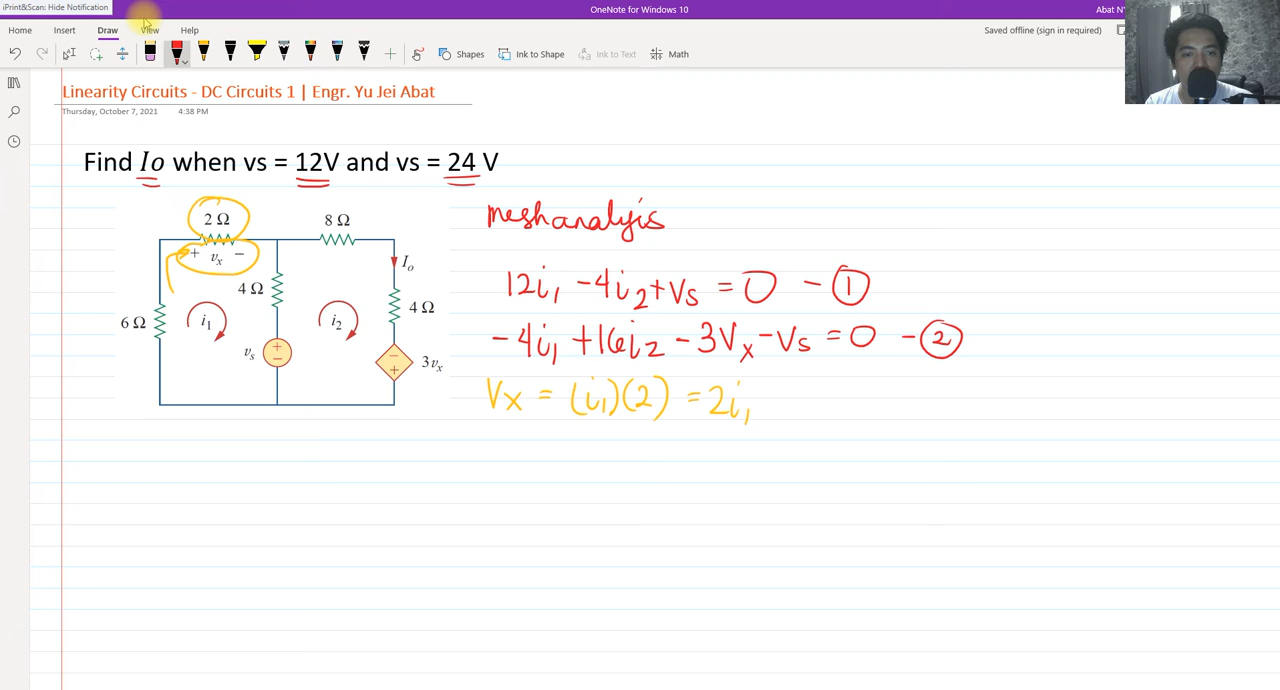 iPrint&Scan: Hide Notification
OneNote for Windows 10
Abat N
Home Insert Draw View Help
Saved offline (sign in required)
Shapes Ink to Shape Ink to Text Math
Linearity Circuits - DC Circuits 1 | Engr. Yu Jei Abat
Thursday, October 7, 2021 4:38 PM
Find Io when vs = 12V and vs = 24 V
mesh analyis
2 Ω 8 Ω
+ vx −
Io
4 Ω
4 Ω
6 Ω
i1 i2
vs
+
−
−
+
3vx
12i1 -4i2 + Vs = 0 - ①
-4i1 +16i2 - 3Vx - Vs = 0 - ②
Vx = (i1)(2) = 2i1